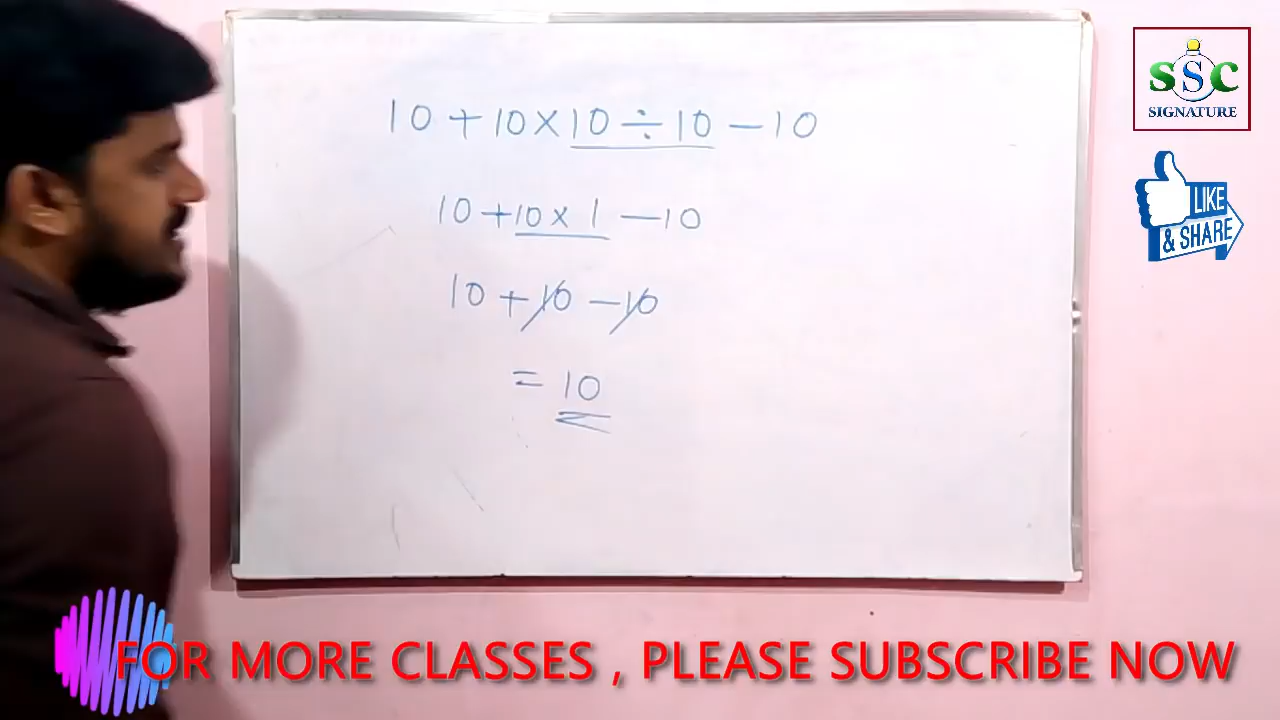 10 + 10 × 10 ÷ 10 — 10
10 + 10 × 1 — 10
10 + 10 — 10
= 10
SSC
SIGNATURE
LIKE
& SHARE
FOR MORE CLASSES , PLEASE SUBSCRIBE NOW